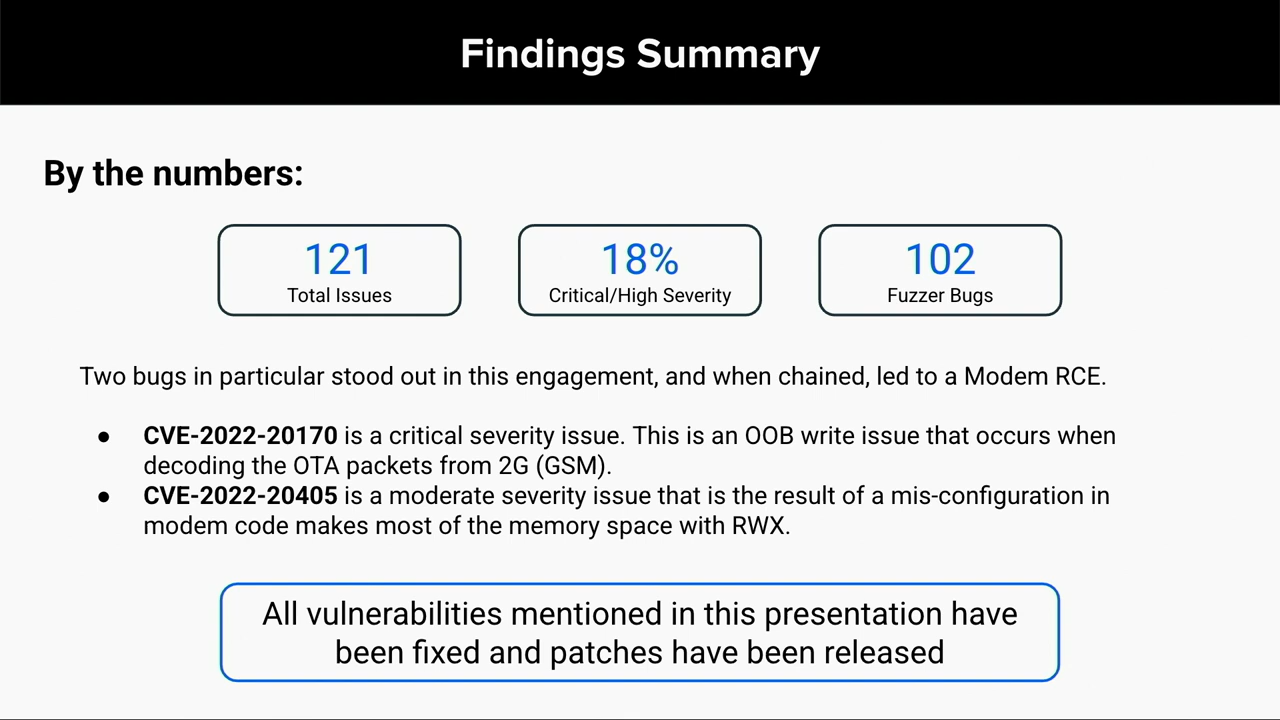 Findings Summary
By the numbers:
121
Total Issues
18%
Critical/High Severity
102
Fuzzer Bugs
Two bugs in particular stood out in this engagement, and when chained, led to a Modem RCE.
● CVE-2022-20170 is a critical severity issue. This is an OOB write issue that occurs when
decoding the OTA packets from 2G (GSM).
● CVE-2022-20405 is a moderate severity issue that is the result of a mis-configuration in
modem code makes most of the memory space with RWX.
All vulnerabilities mentioned in this presentation have
been fixed and patches have been released